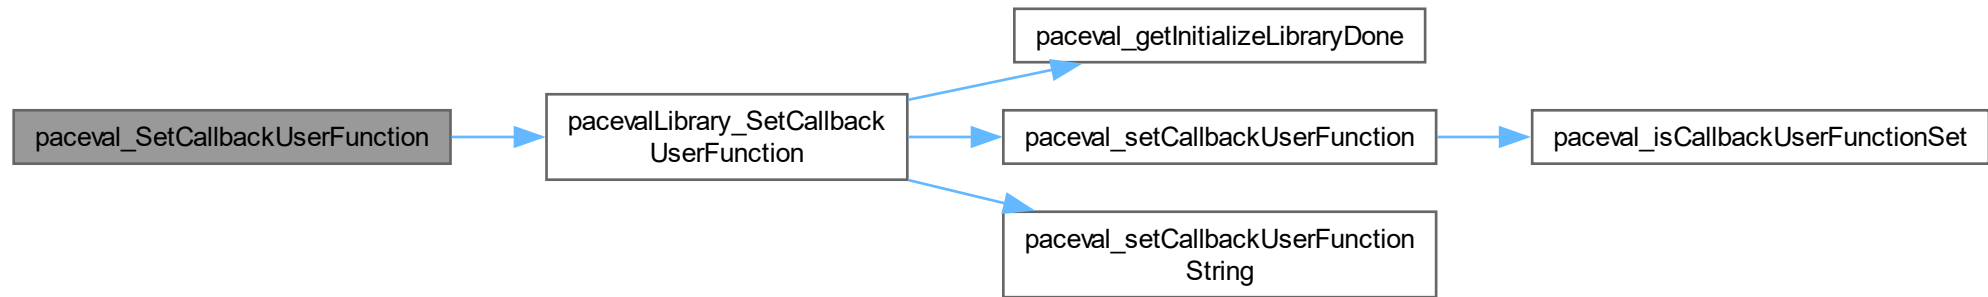 paceval_SetCallbackUserFunction
pacevalLibrary_SetCallback
UserFunction
paceval_getInitializeLibraryDone
paceval_setCallbackUserFunction
paceval_setCallbackUserFunction
String
paceval_isCallbackUserFunctionSet